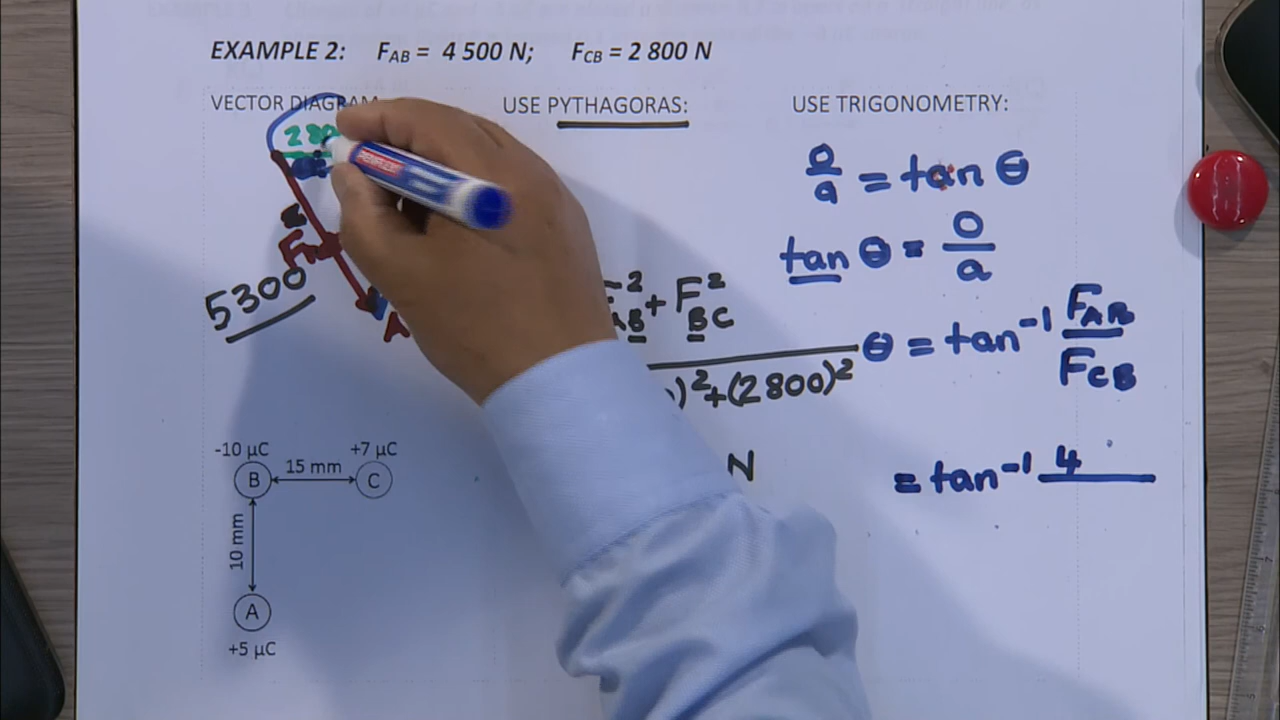 EXAMPLE 2: FAB = 4 500 N; FCB = 2 800 N
VECTOR DIAGRAM
USE PYTHAGORAS:
USE TRIGONOMETRY:
280
5300
)²+(2800)²
N
o/a = tan θ
tan θ = o/a
θ = tan⁻¹ FAB/FCB
= tan⁻¹ 4
-10 µC
+7 µC
B
15 mm
C
10 mm
A
+5 µC